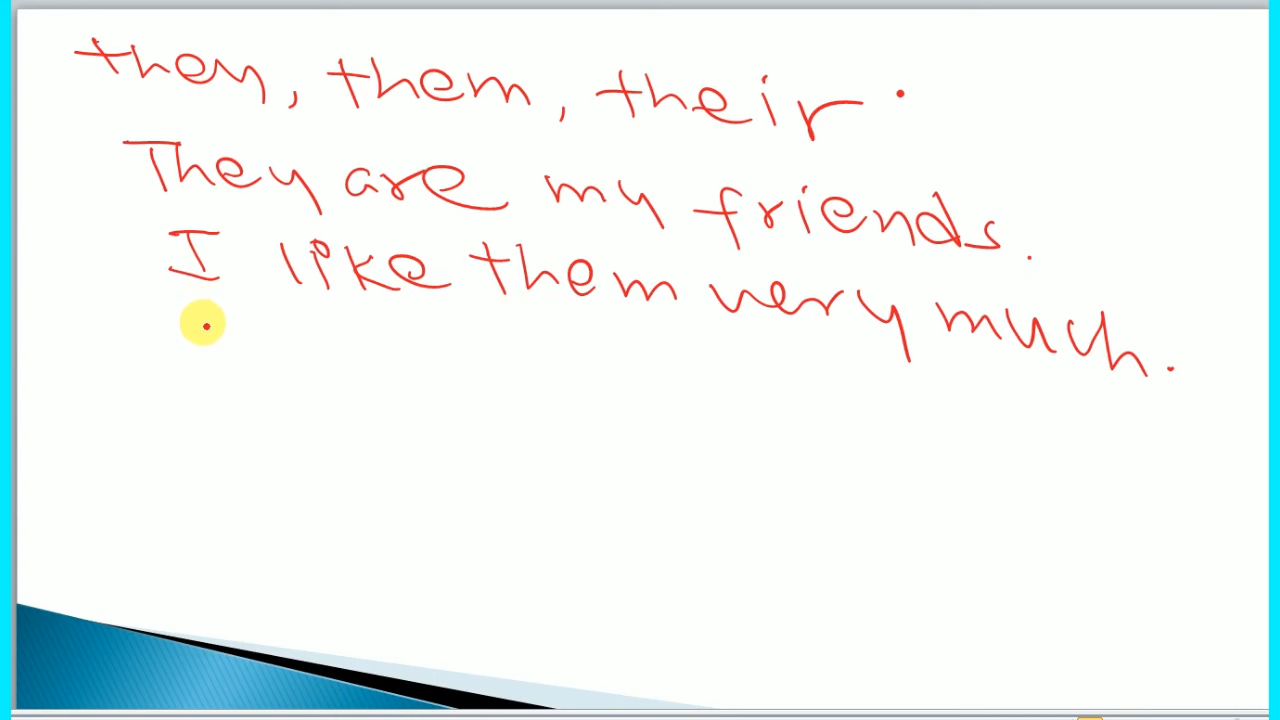 they, them, their.
They are my friends.
I like them very much.